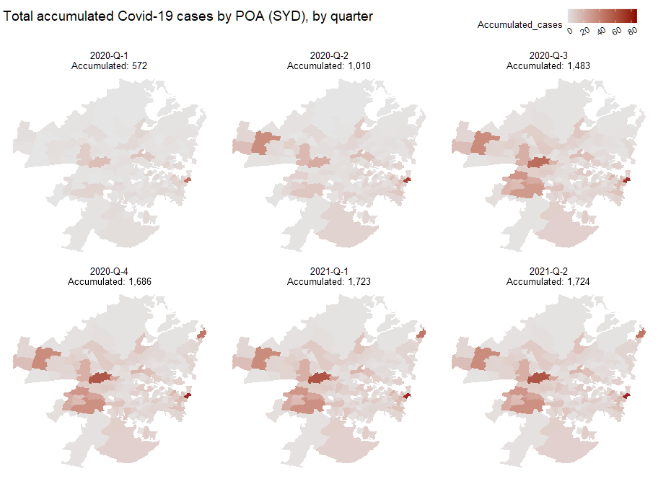 Total accumulated Covid-19 cases by POA (SYD), by quarter
Accumulated_cases
0 20 40 60 80
2020-Q-1
Accumulated: 572
2020-Q-2
Accumulated: 1,010
2020-Q-3
Accumulated: 1,483
2020-Q-4
Accumulated: 1,686
2021-Q-1
Accumulated: 1,723
2021-Q-2
Accumulated: 1,724